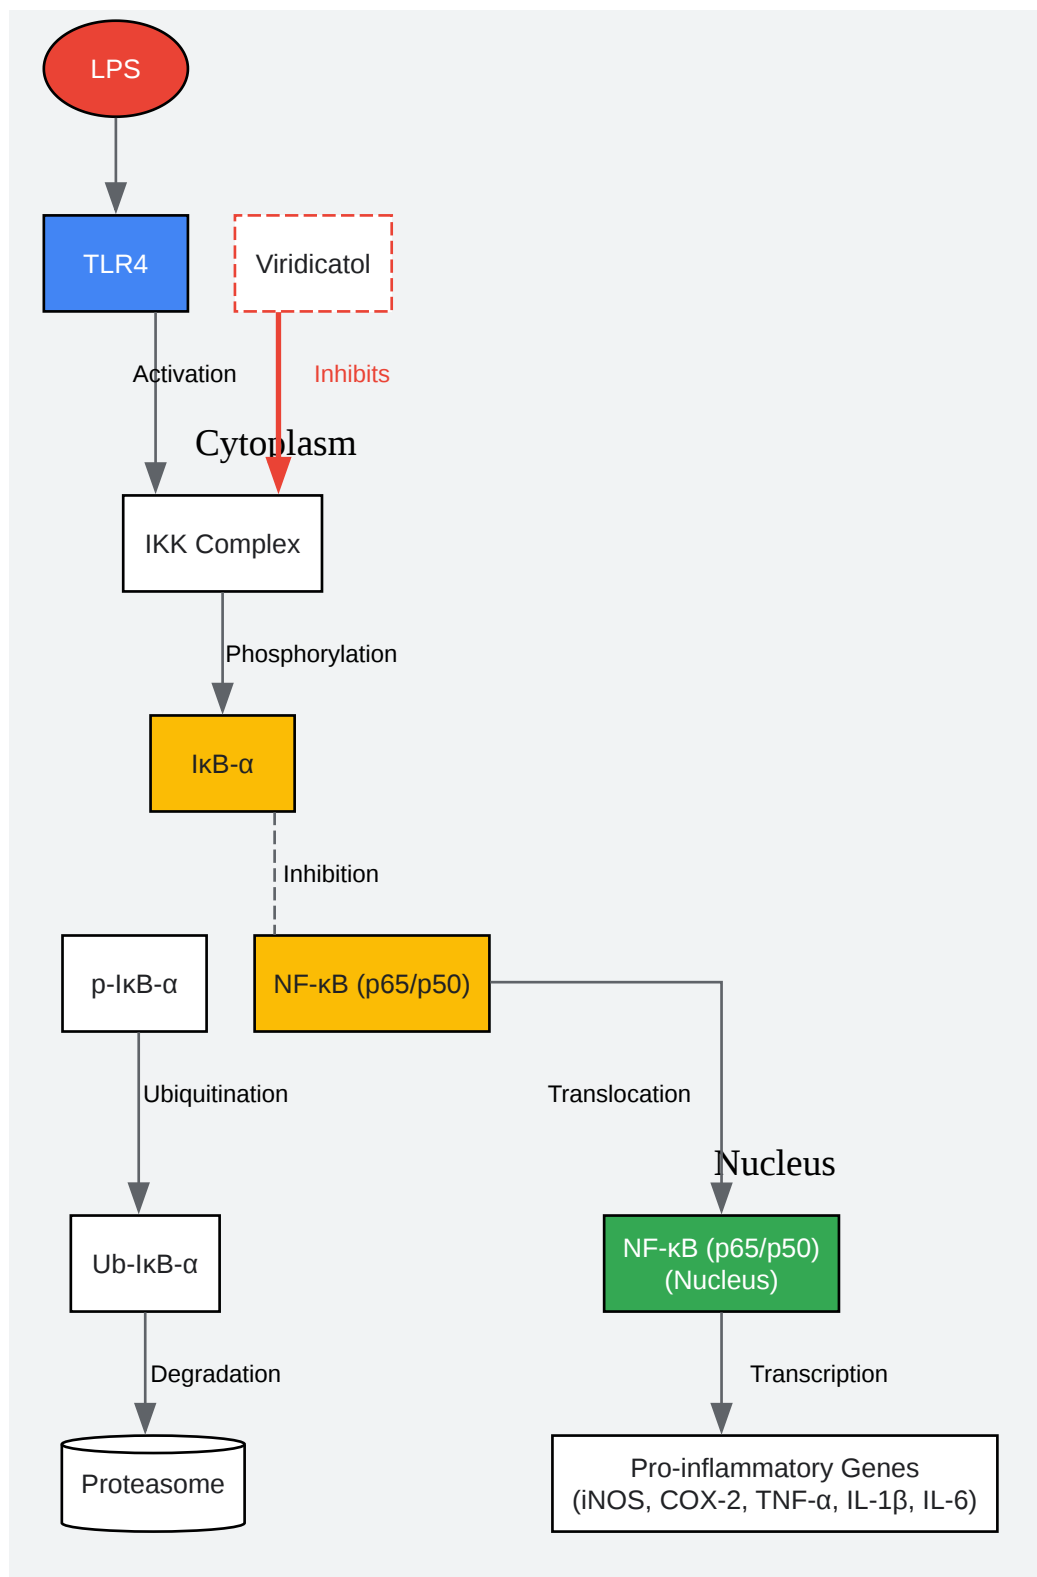 LPS
TLR4
Viridicatol
Activation
Inhibits
Cytoplasm
IKK Complex
Phosphorylation
IκB-α
Inhibition
p-IκB-α
NF-κB (p65/p50)
Ubiquitination
Translocation
Nucleus
Ub-IκB-α
NF-κB (p65/p50)
(Nucleus)
Degradation
Transcription
Proteasome
Pro-inflammatory Genes
(iNOS, COX-2, TNF-α, IL-1β, IL-6)